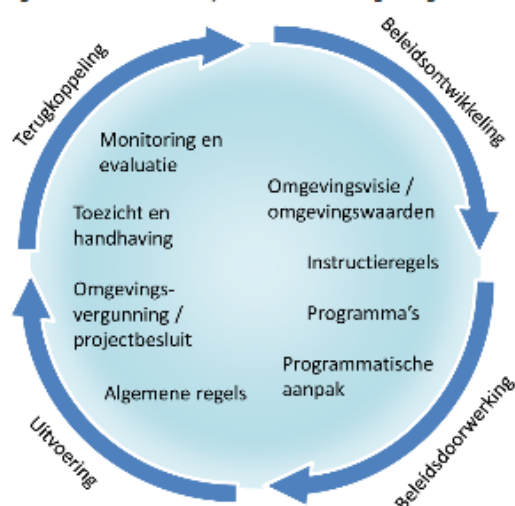 Terugkoppeling
Beleidsontwikkeling
Monitoring en
evaluatie
Omgevingsvisie /
omgevingswaarden
Toezicht en
handhaving
Instructieregels
Omgevings-
vergunning /
projectbesluit
Programma's
Programmatische
aanpak
Algemene regels
Uitvoering
Beleidsdoorwerking